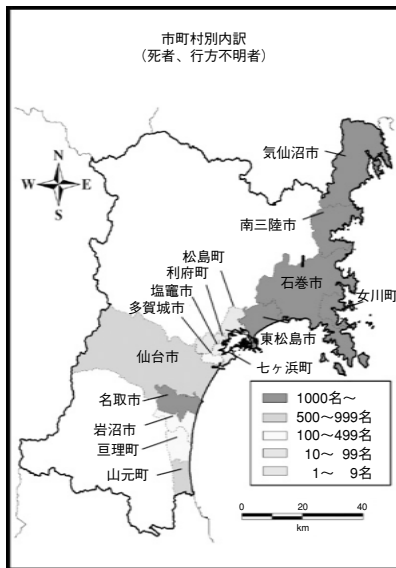 市町村別内訳
(死者、行方不明者)
気仙沼市
N
W E
S
南三陸市
松島町
利府町
石巻市
塩竈市
女川町
多賀城市
東松島市
仙台市
七ヶ浜町
名取市
岩沼市
亘理町
山元町
1000名~
500~999名
100~499名
10~ 99名
1~ 9名
0 10 20 30 40
km